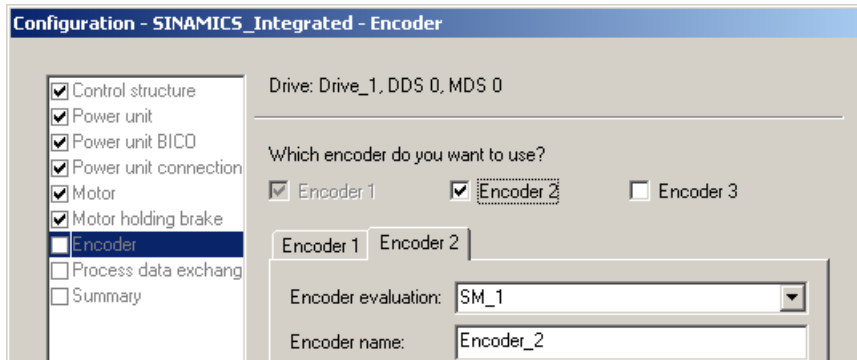 Configuration - SINAMICS_Integrated - Encoder
Control structure
Power unit
Power unit BICO
Power unit connection
Motor
Motor holding brake
Encoder
Process data exchang
Summary
Drive: Drive_1, DDS 0, MDS 0
Which encoder do you want to use?
Encoder 1 Encoder 2 Encoder 3
Encoder 1 Encoder 2
Encoder evaluation: SM_1
Encoder name: Encoder_2